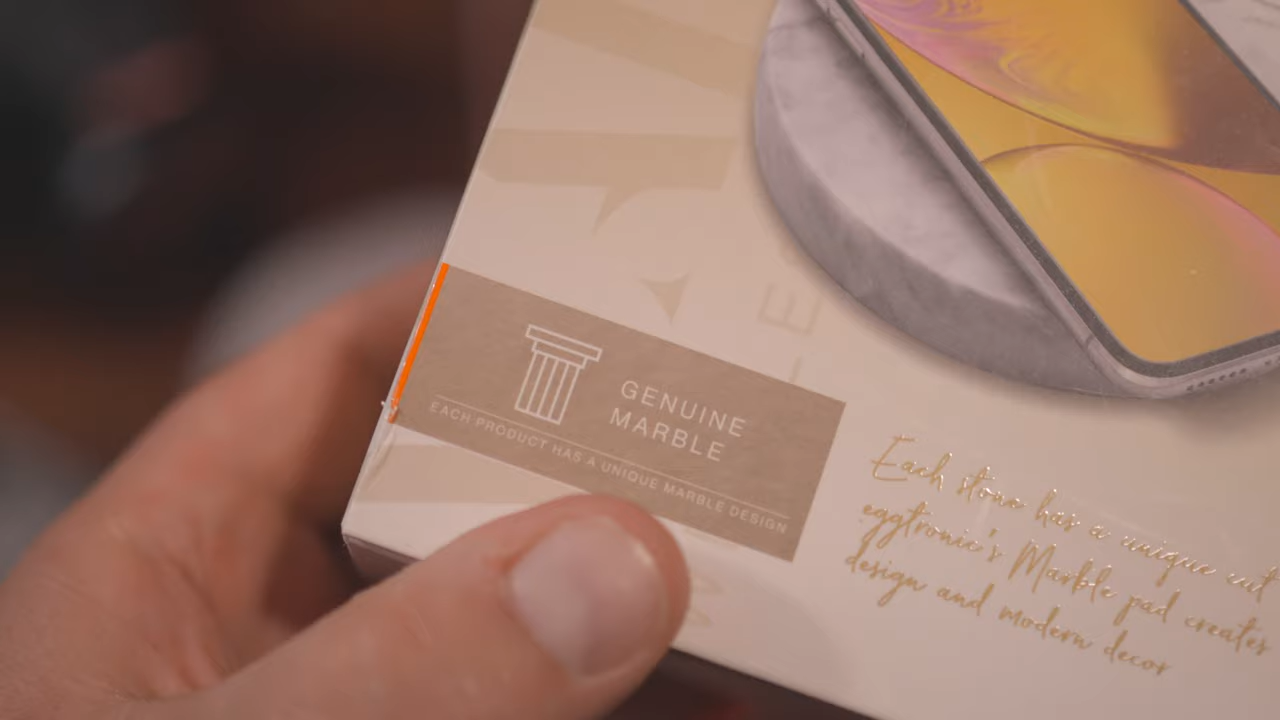 GENUINE
MARBLE
EACH PRODUCT HAS A UNIQUE MARBLE DESIGN
Each stone has a unique cut
eggtronic's Marble pad creates
design and modern decor